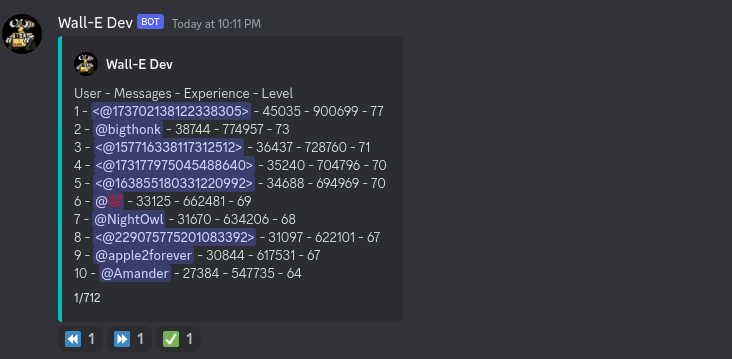 Wall-E Dev BOT Today at 10:11 PM
Wall-E Dev
User - Messages - Experience - Level
1 - <@173702138122338305> - 45035 - 900699 - 77
2 - @bigthonk - 38744 - 774957 - 73
3 - <@157716338117312512> - 36437 - 728760 - 71
4 - <@173177975045488640> - 35240 - 704796 - 70
5 - <@163855180331220992> - 34688 - 694969 - 70
6 - @💯 - 33125 - 662481 - 69
7 - @NightOwl - 31670 - 634206 - 68
8 - <@229075775201083392> - 31097 - 622101 - 67
9 - @apple2forever - 30844 - 617531 - 67
10 - @Amander - 27384 - 547735 - 64
1/712
⏪ 1 ⏩ 1 ✅ 1